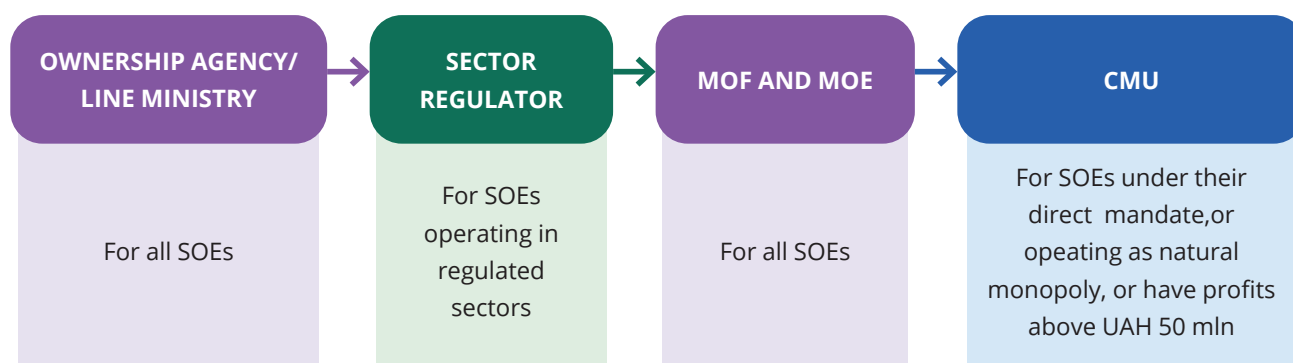 OWNERSHIP AGENCY/
LINE MINISTRY
SECTOR
REGULATOR
MOF AND MOE
CMU
For all SOEs
For SOEs
operating in
regulated
sectors
For all SOEs
For SOEs under their
direct mandate,or
opeating as natural
monopoly, or have profits
above UAH 50 mln